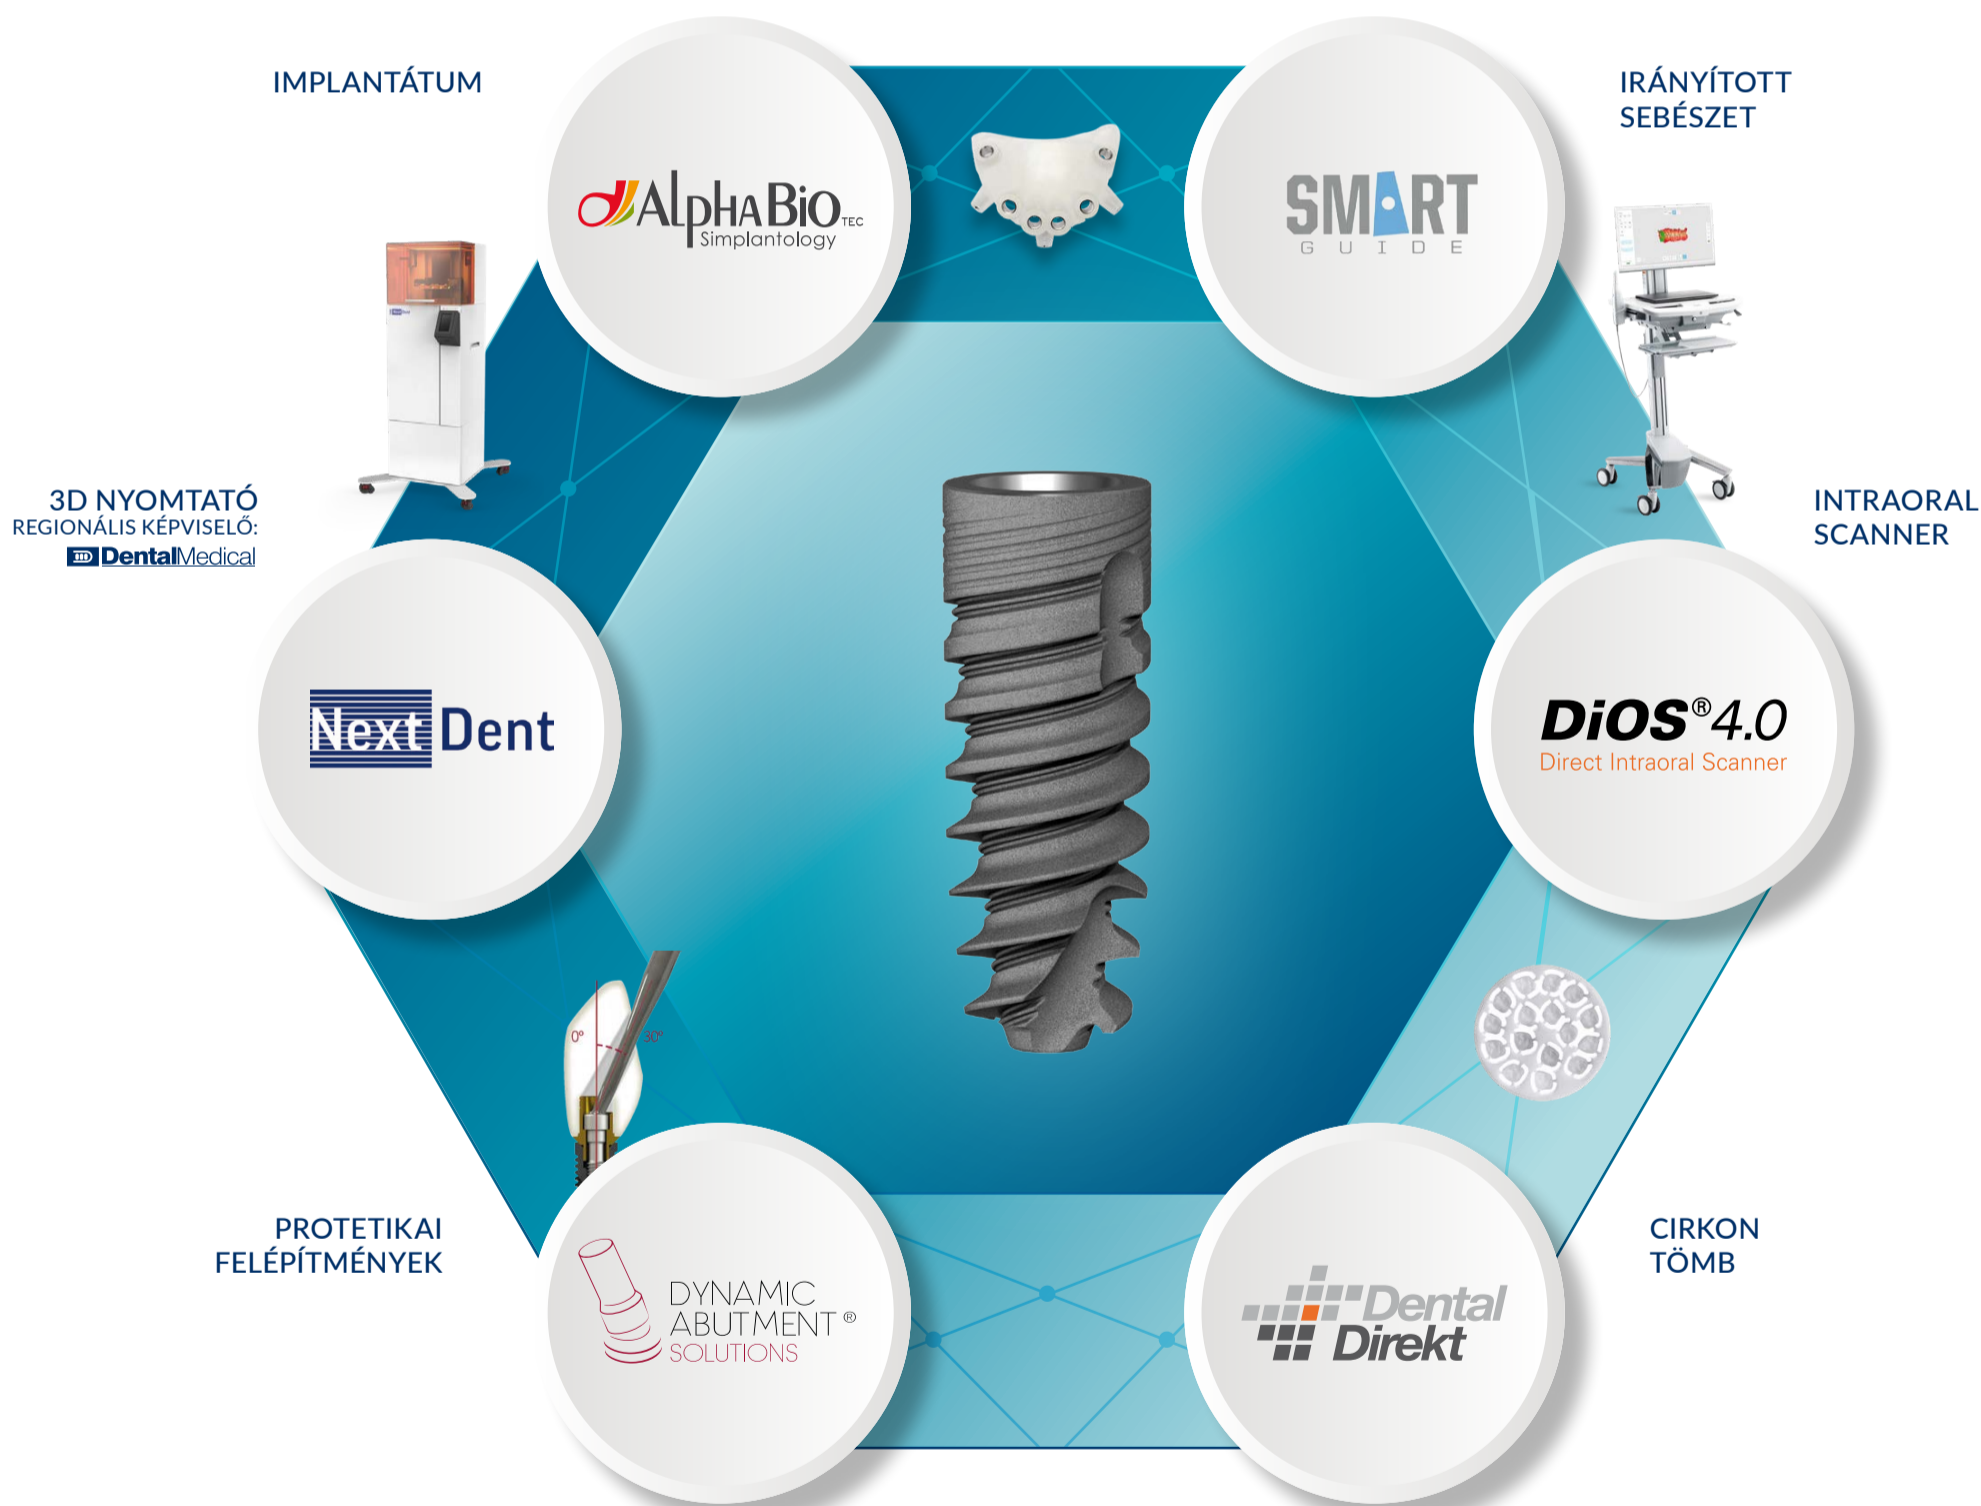 IMPLANTÁTUM
AlphaBio TEC
Simplantology
SMART
GUIDE
IRÁNYÍTOTT
SEBÉSZET
3D NYOMTATÓ
REGIONÁLIS KÉPVISELŐ:
DentalMedical
INTRAORAL
SCANNER
NextDent
DiOS®4.0
Direct Intraoral Scanner
0°
30°
PROTETIKAI
FELÉPÍTMÉNYEK
DYNAMIC
ABUTMENT®
SOLUTIONS
Dental
Direkt
CIRKON
TÖMB